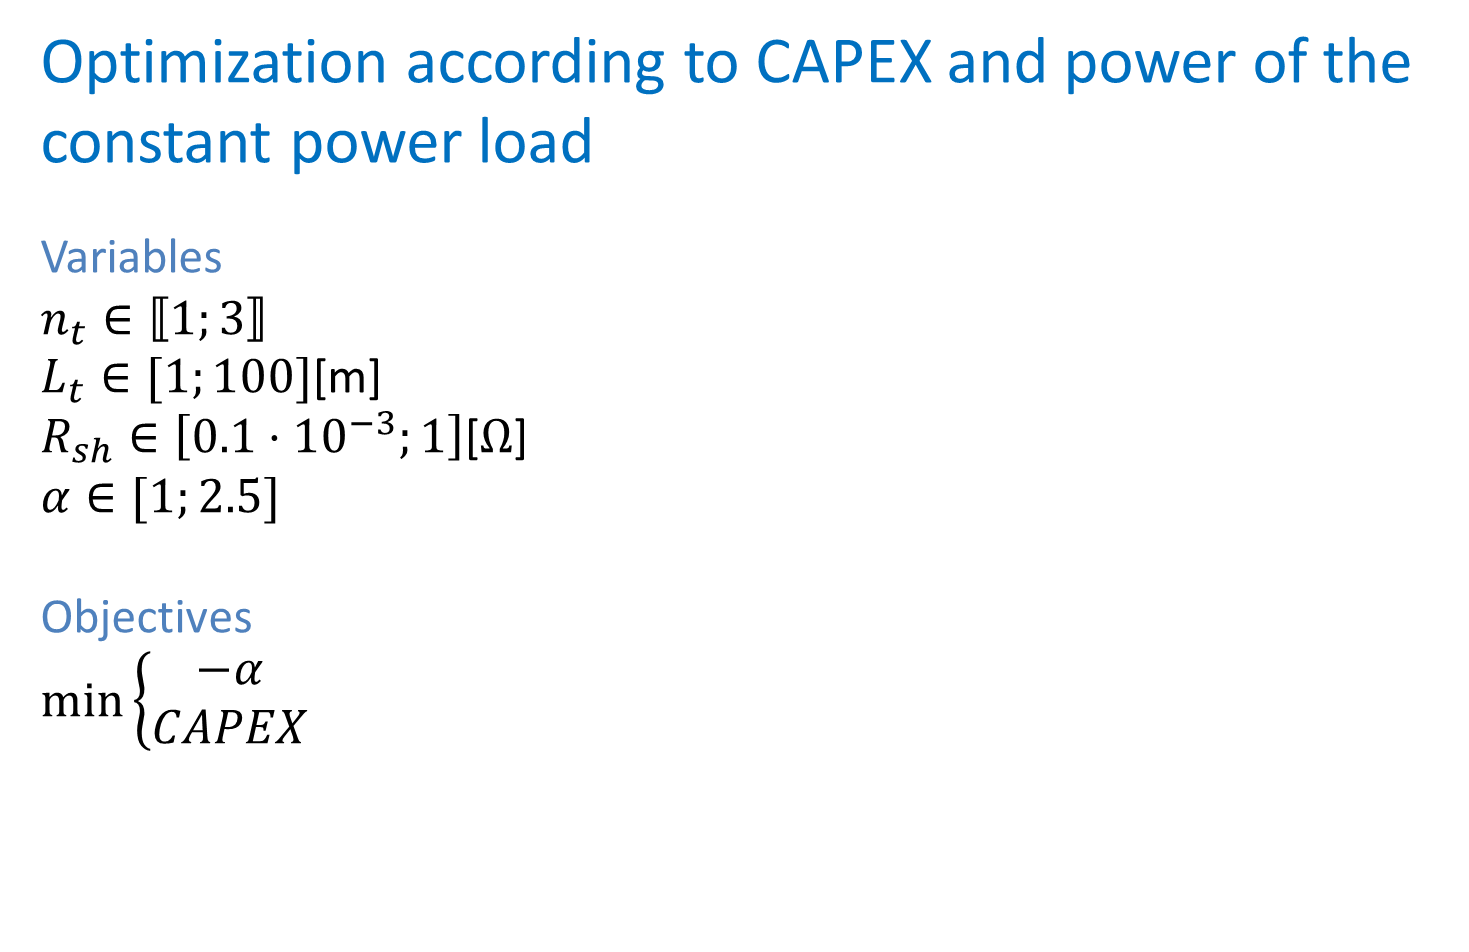 Optimization according to CAPEX and power of the
constant power load
Variables
n_t ∈ ⟦1; 3⟧
L_t ∈ [1; 100][m]
R_sh ∈ [0.1 · 10⁻³; 1][Ω]
α ∈ [1; 2.5]
Objectives
min { −α
CAPEX